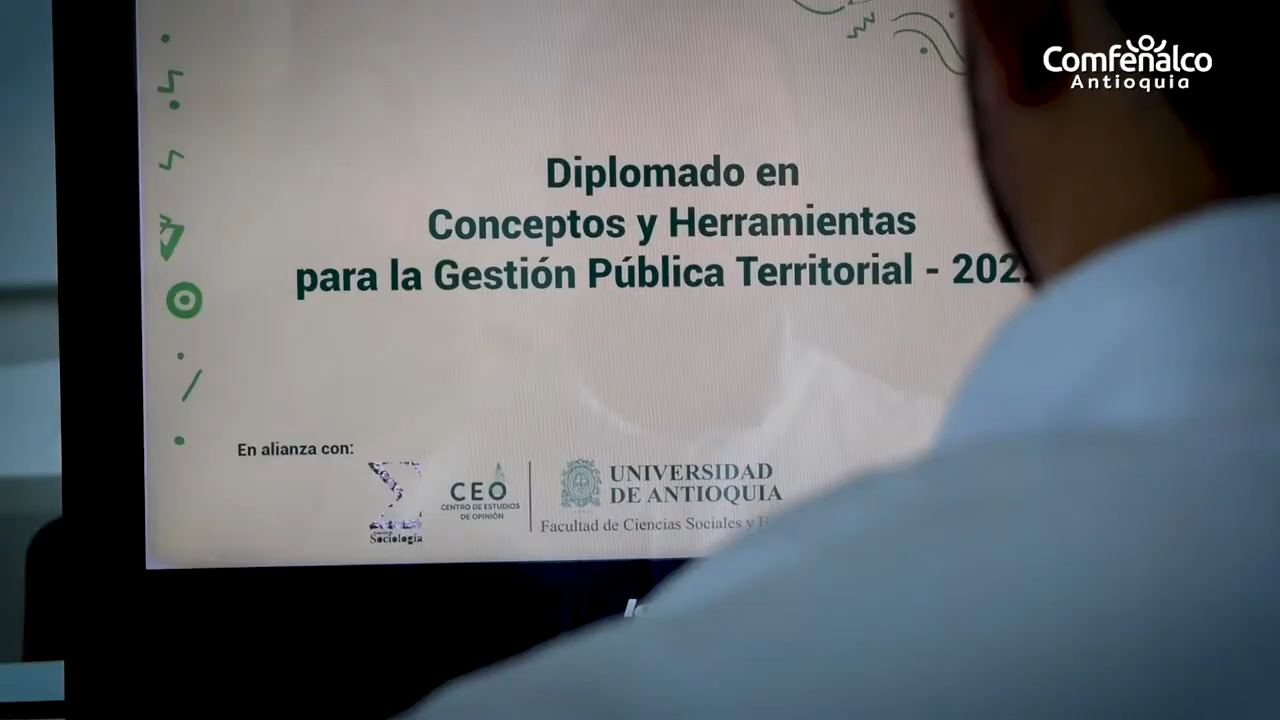 Comfenalco
Antioquia
Diplomado en
Conceptos y Herramientas
para la Gestión Pública Territorial - 202
En alianza con:
Sociología
CEO
CENTRO DE ESTUDIOS
DE OPINIÓN
UNIVERSIDAD
DE ANTIOQUIA
Facultad de Ciencias Sociales y